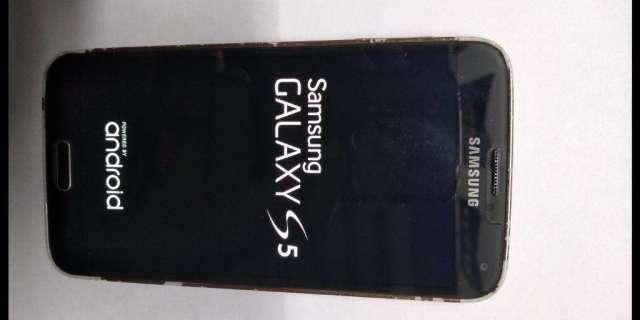 SAMSUNG
Samsung
GALAXY S5
POWERED BY
android